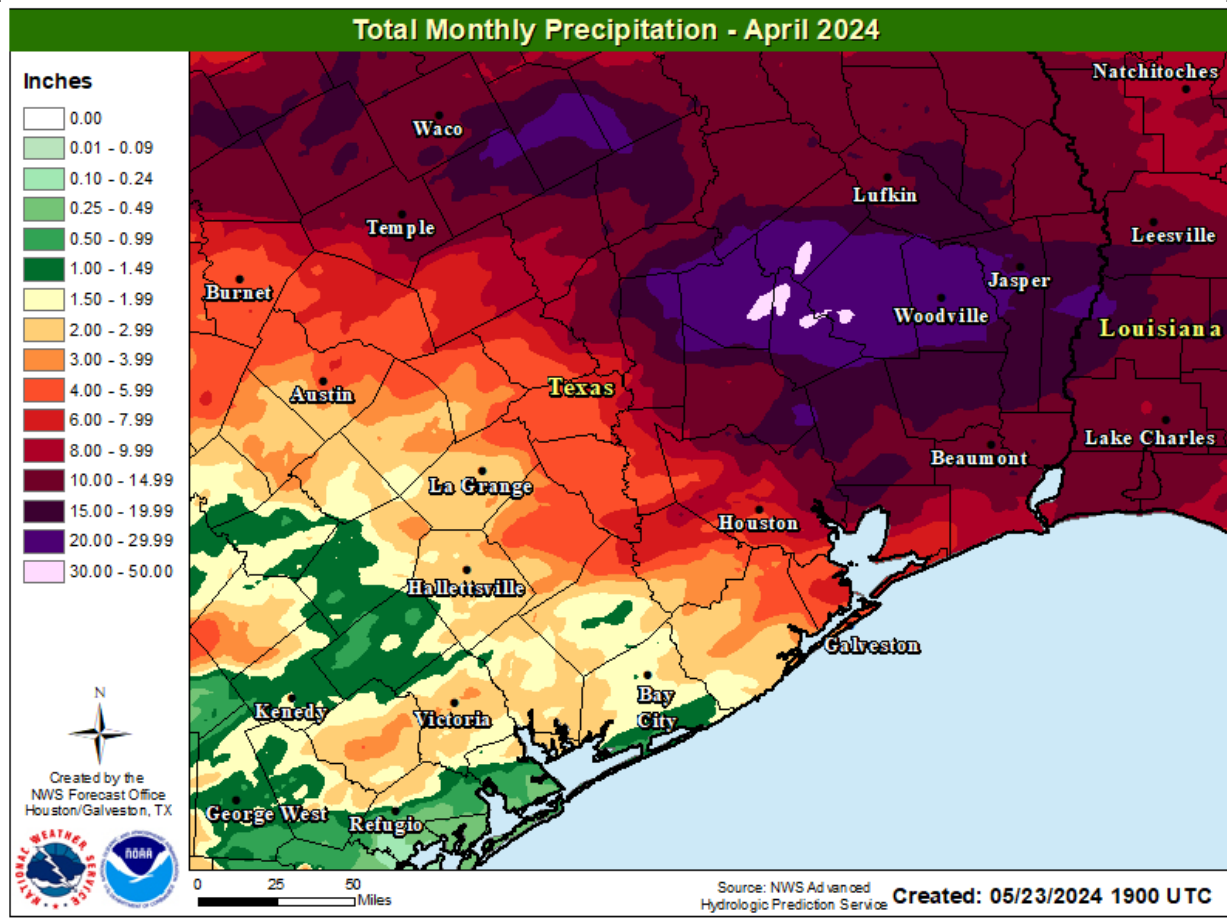 Total Monthly Precipitation - April 2024
Inches
0.00
0.01 - 0.09
0.10 - 0.24
0.25 - 0.49
0.50 - 0.99
1.00 - 1.49
1.50 - 1.99
2.00 - 2.99
3.00 - 3.99
4.00 - 5.99
6.00 - 7.99
8.00 - 9.99
10.00 - 14.99
15.00 - 19.99
20.00 - 29.99
30.00 - 50.00
Natchitoches
Waco
Lufkin
Temple
Leesville
Burnet
Jasper
Woodville
Louisiana
Texas
Austin
Lake Charles
Beaumont
La Grange
Houston
Hallettsville
Galveston
Bay
City
Kenedy
Victoria
George West
Refugio
N
Created by the
NWS Forecast Office
Houston/Galveston, TX
NATIONAL WEATHER SERVICE
NOAA
0 25 50
Miles
Source: NWS Advanced
Hydrologic Prediction Service
Created: 05/23/2024 1900 UTC